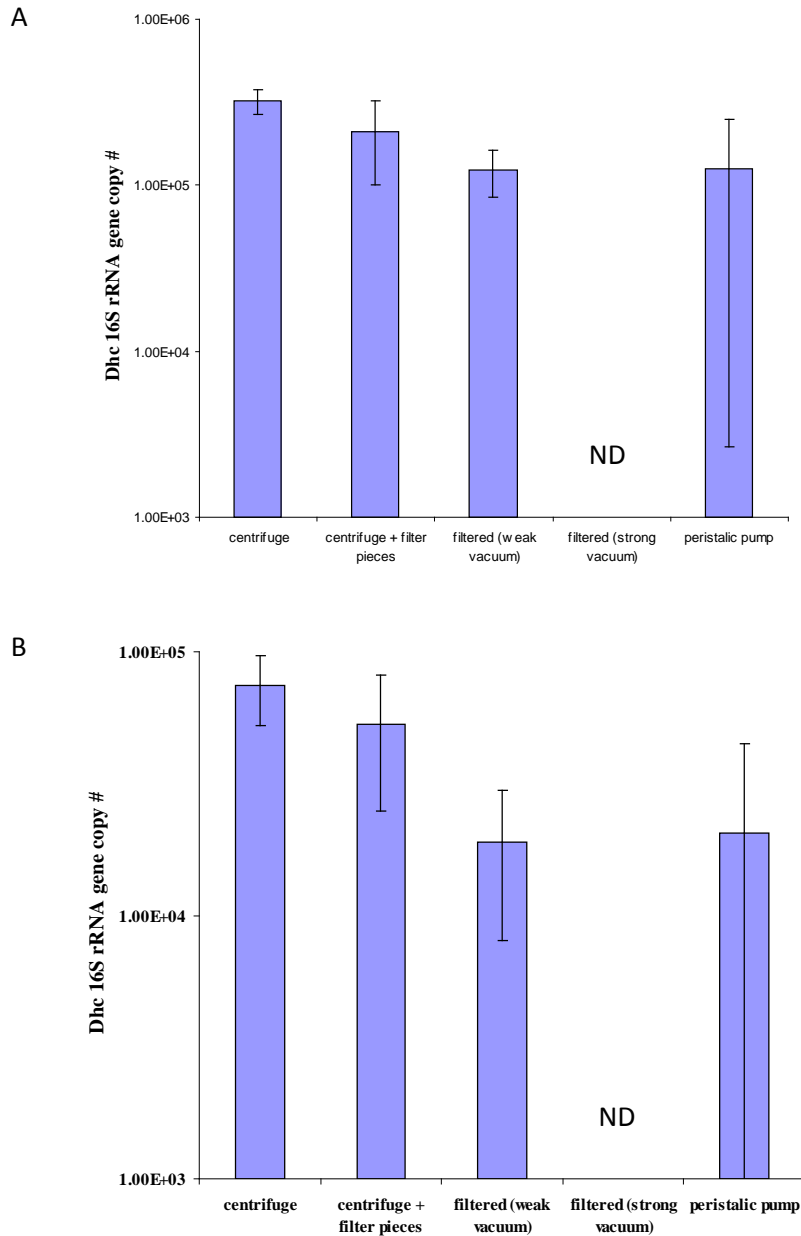 A
Dhc 16S rRNA gene copy #
1.00E+06
1.00E+05
1.00E+04
1.00E+03
ND
centrifuge
centrifuge + filter
pieces
filtered (weak
vacuum)
filtered (strong
vacuum)
peristalic pump
B
Dhc 16S rRNA gene copy #
1.00E+05
1.00E+04
1.00E+03
ND
centrifuge
centrifuge +
filter pieces
filtered (weak
vacuum)
filtered (strong
vacuum)
peristalic pump